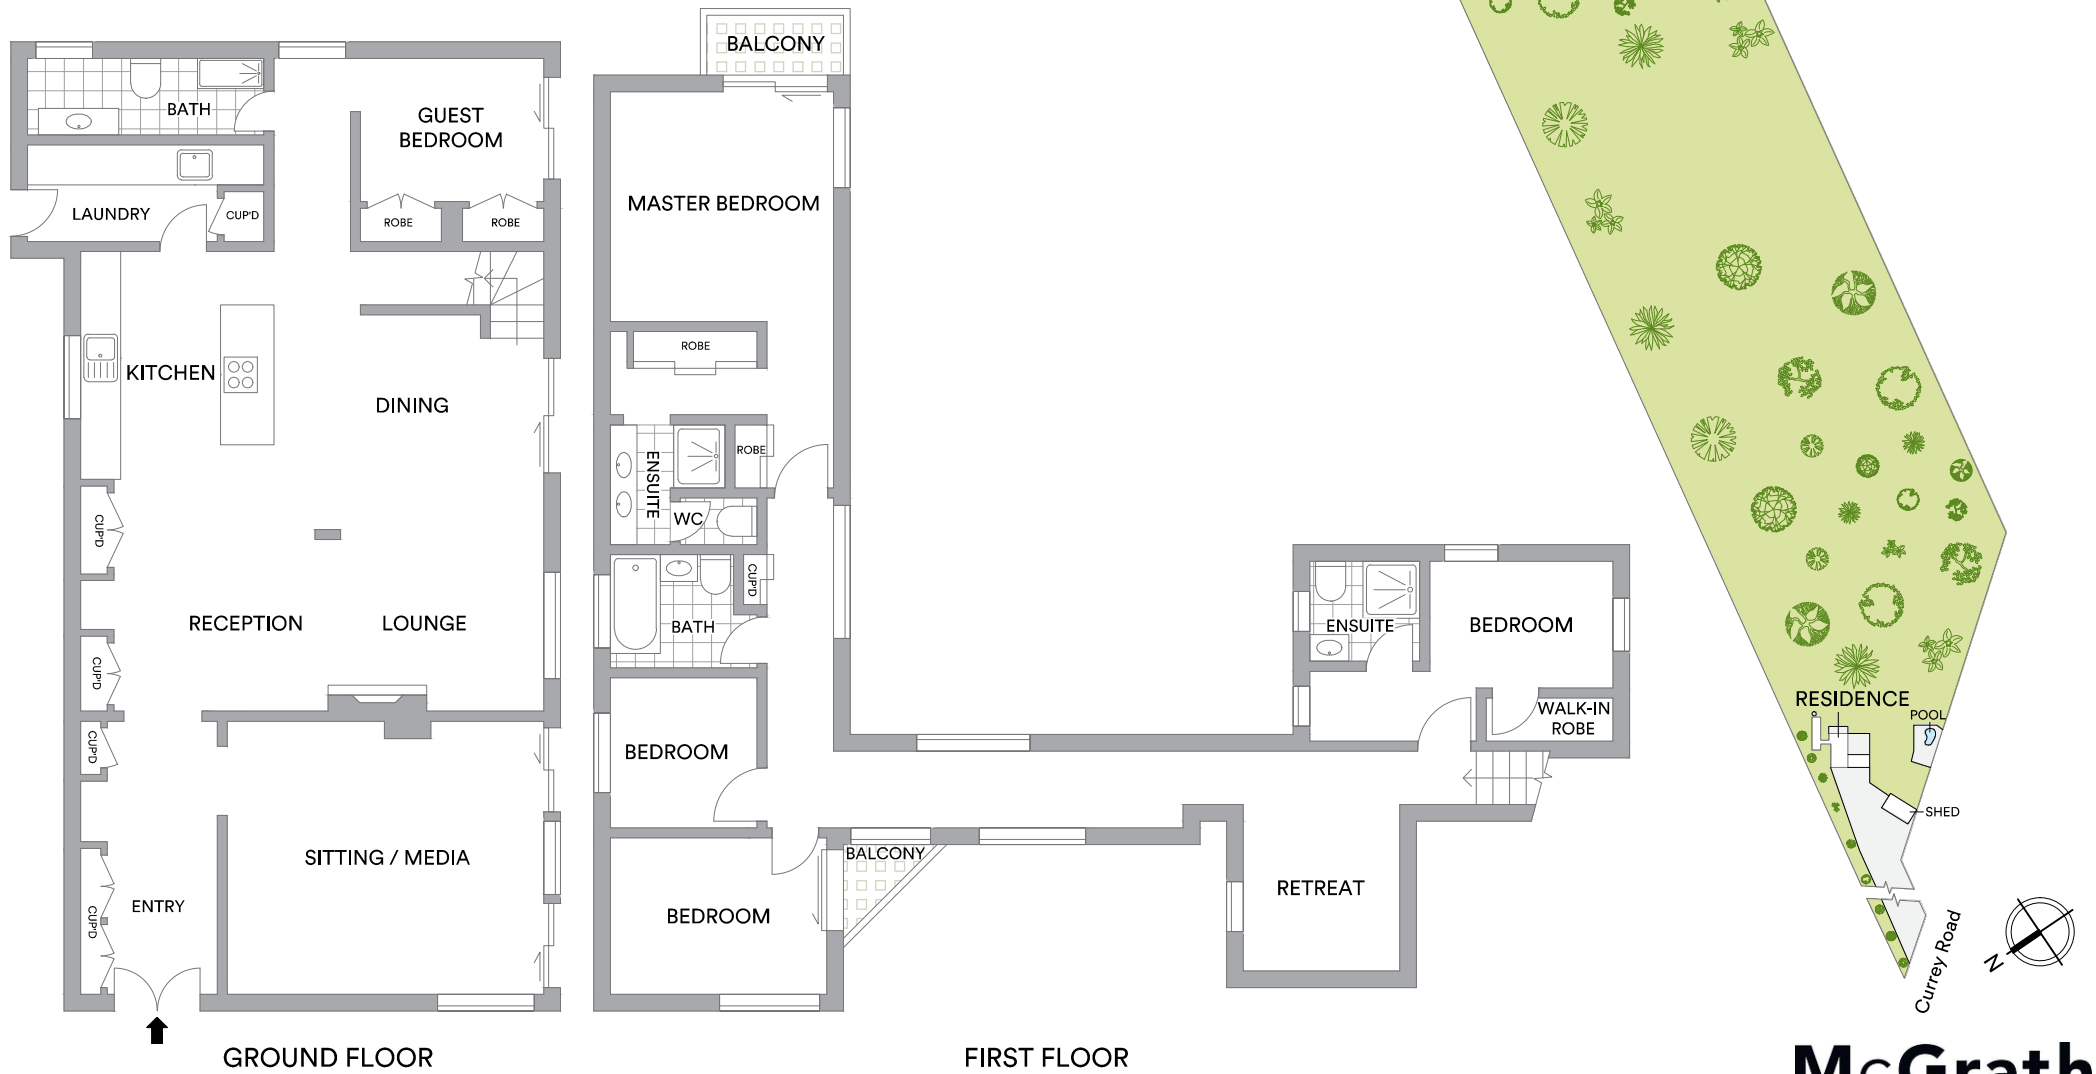 BATH
GUEST
BEDROOM
LAUNDRY
CUP'D
ROBE
ROBE
KITCHEN
DINING
CUP'D
RECEPTION
LOUNGE
CUP'D
CUP'D
SITTING / MEDIA
CUP'D
ENTRY
GROUND FLOOR
BALCONY
MASTER BEDROOM
ROBE
ENSUITE
ROBE
WC
CUP'D
BATH
BEDROOM
BEDROOM
BALCONY
ENSUITE
BEDROOM
WALK-IN
ROBE
RETREAT
FIRST FLOOR
RESIDENCE
POOL
SHED
Currey Road
N
McGrath